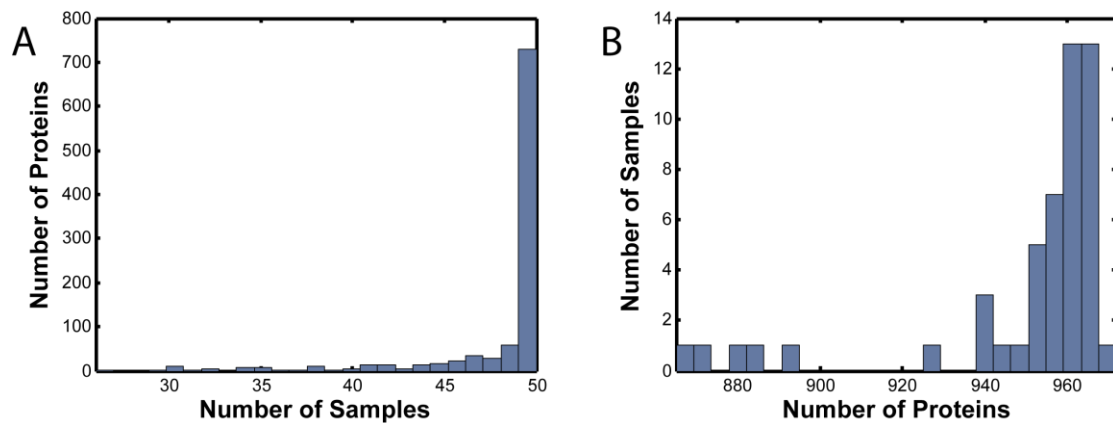 A
Number of Proteins
800
700
600
500
400
300
200
100
0
30 35 40 45 50
Number of Samples
B
Number of Samples
14
12
10
8
6
4
2
0
880 900 920 940 960
Number of Proteins